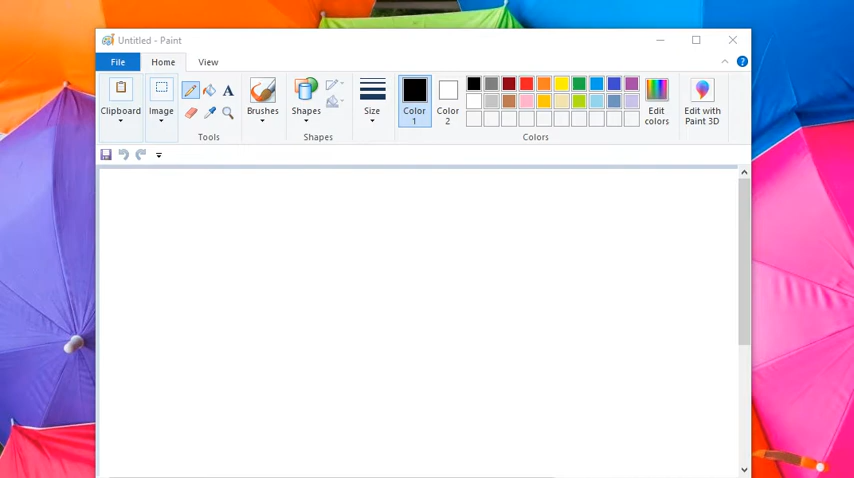 Untitled - Paint
File Home View
Clipboard Image A Brushes Shapes Size Color 1 Color 2 Edit colors Edit with Paint 3D
Tools Shapes Colors